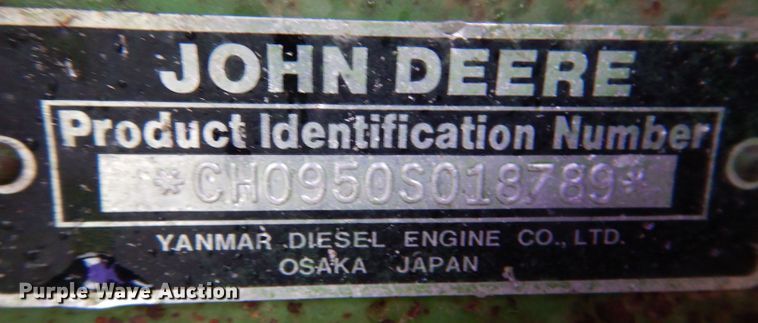 JOHN DEERE
Product Identification Number
*CH0950S018789*
YANMAR DIESEL ENGINE CO., LTD.
OSAKA JAPAN
Purple Wave Auction